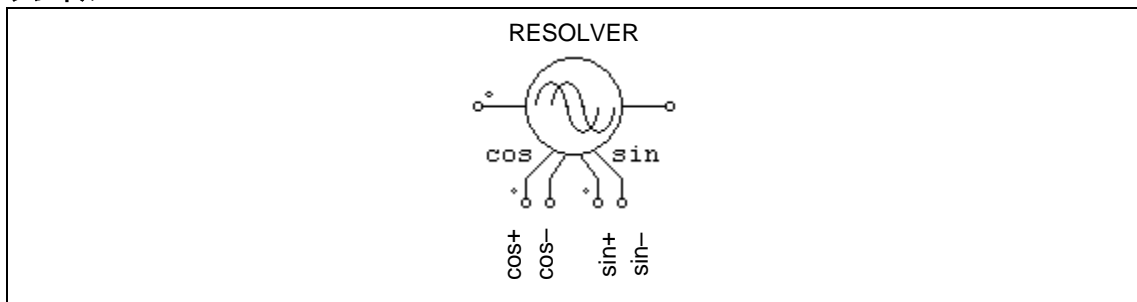 RESOLVER
cos sin
cos+ cos– sin+ sin–